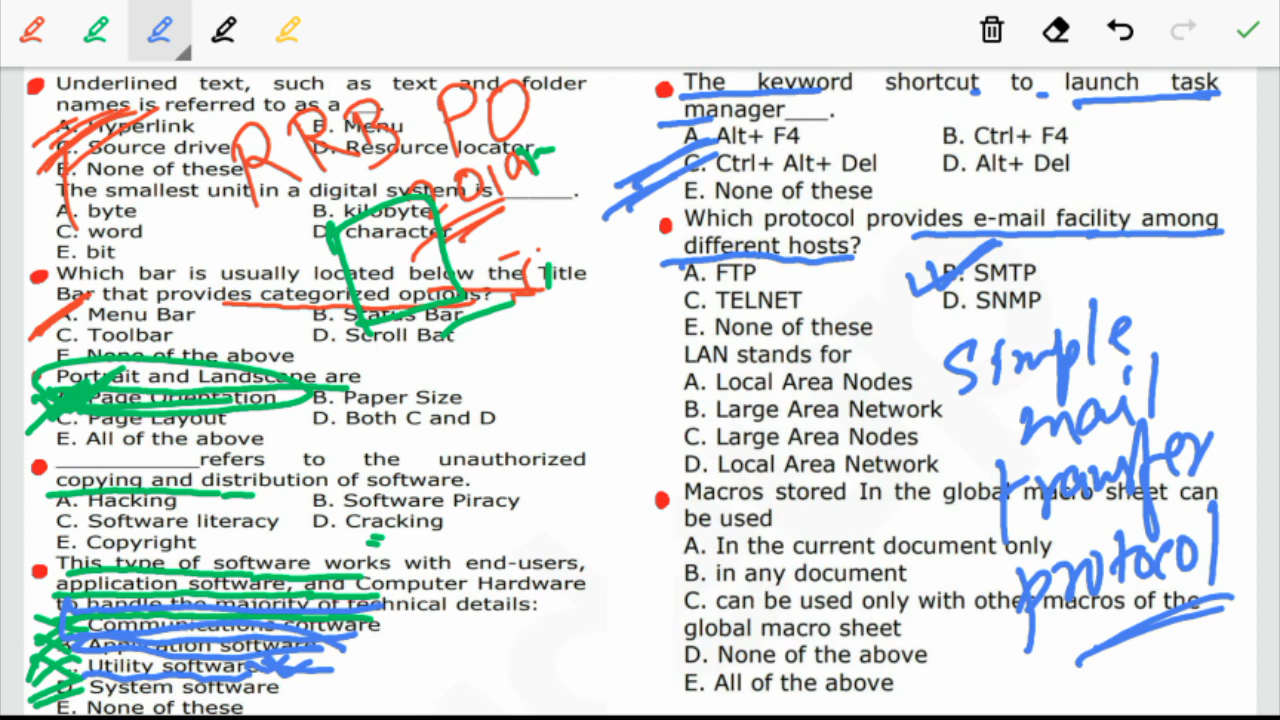 Underlined text, such as text and folder
names is referred to as a __.
A. Hyperlink B. Menu
C. Source drive D. Resource locator
E. None of these
The smallest unit in a digital system is ______.
A. byte B. kilobyte
C. word D. character
E. bit
Which bar is usually located below the Title
Bar that provides categorized options?
A. Menu Bar B. Status Bar
C. Toolbar D. Scroll Bat
E. None of the above
Portrait and Landscape are
A. Page Orientation B. Paper Size
C. Page Layout D. Both C and D
E. All of the above
____________refers to the unauthorized
copying and distribution of software.
A. Hacking B. Software Piracy
C. Software literacy D. Cracking
E. Copyright
This type of software works with end-users,
application software, and Computer Hardware
to handle the majority of technical details:
Communications software
B. Application software
C. Utility software
D. System software
E. None of these
RRB PO
The keyword shortcut to launch task
manager____.
A. Alt+ F4 B. Ctrl+ F4
C. Ctrl+ Alt+ Del D. Alt+ Del
E. None of these
Which protocol provides e-mail facility among
different hosts?
A. FTP B. SMTP
C. TELNET D. SNMP
E. None of these
LAN stands for
A. Local Area Nodes
B. Large Area Network
C. Large Area Nodes
D. Local Area Network
Macros stored In the global macro sheet can
be used
A. In the current document only
B. in any document
C. can be used only with other macros of the
global macro sheet
D. None of the above
E. All of the above
Simple
mail
transfer
protocol